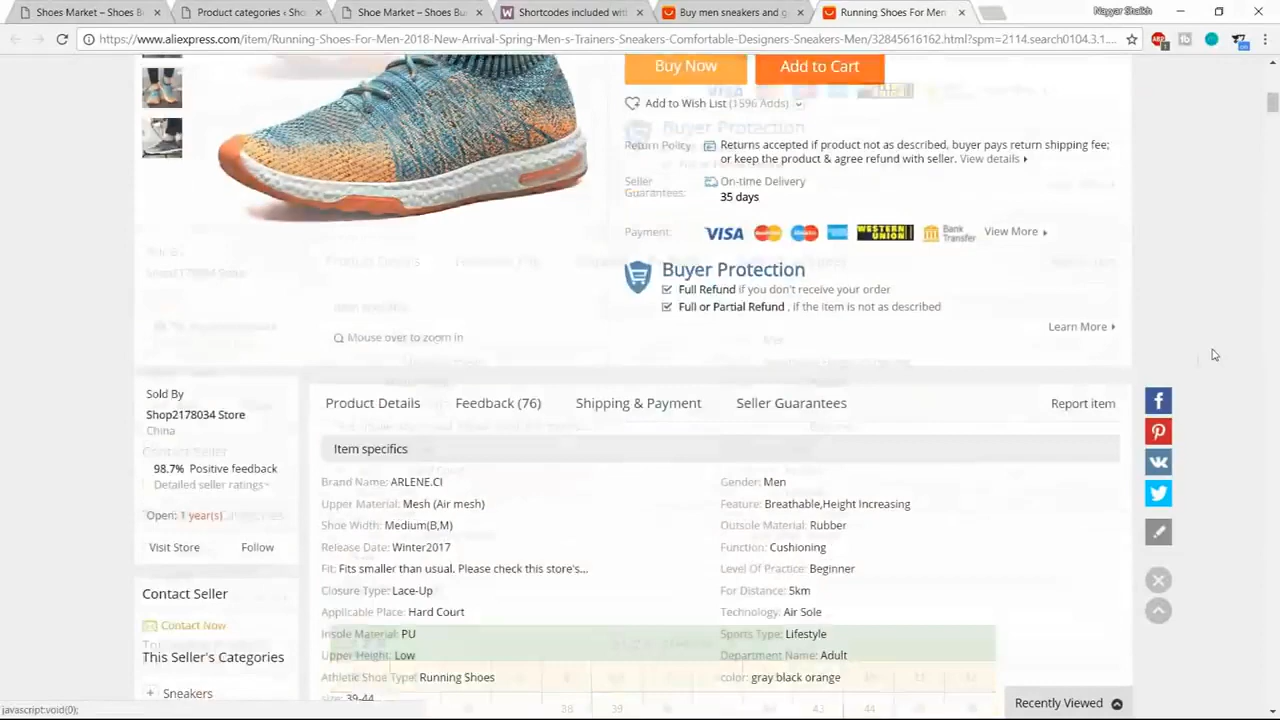 Shoes Market – Shoes B
Product categories ‹ Sho
Shoe Market – Shoes Bu
Shortcodes included wit
Buy men sneakers and g
Running Shoes For Men
Nayyar Shaikh
https://www.aliexpress.com/item/Running-Shoes-For-Men-2018-New-Arrival-Spring-Men-s-Trainers-Sneakers-Comfortable-Designers-Sneakers-Men/32845616162.html?spm=2114.search0104.3.1....
Buy Now
Add to Cart
Add to Wish List (1596 Adds)
Buyer Protection
Return Policy
Returns accepted if product not as described, buyer pays return shipping fee;
or keep the product & agree refund with seller. View details
Seller
Guarantees:
On-time Delivery
35 days
Payment:
VISA
WESTERN
UNION
Bank
Transfer
View More
Buyer Protection
Full Refund if you don't receive your order
Full or Partial Refund , if the item is not as described
Learn More
Mouse over to zoom in
Sold By
Shop2178034 Store
China
98.7% Positive feedback
Detailed seller ratings
Open: 1 year(s)
Visit Store
Follow
Contact Seller
Contact Now
This Seller's Categories
+ Sneakers
Product Details
Feedback (76)
Shipping & Payment
Seller Guarantees
Report item
Item specifics
Brand Name: ARLENE.CI
Gender: Men
Upper Material: Mesh (Air mesh)
Feature: Breathable,Height Increasing
Shoe Width: Medium(B,M)
Outsole Material: Rubber
Release Date: Winter2017
Function: Cushioning
Fit: Fits smaller than usual. Please check this store's...
Level Of Practice: Beginner
Closure Type: Lace-Up
For Distance: 5km
Applicable Place: Hard Court
Technology: Air Sole
Insole Material: PU
Sports Type: Lifestyle
Upper Height: Low
Department Name: Adult
Athletic Shoe Type: Running Shoes
color: gray black orange
size: 39-44
38 39 43 44
Recently Viewed
javascript:void(0);